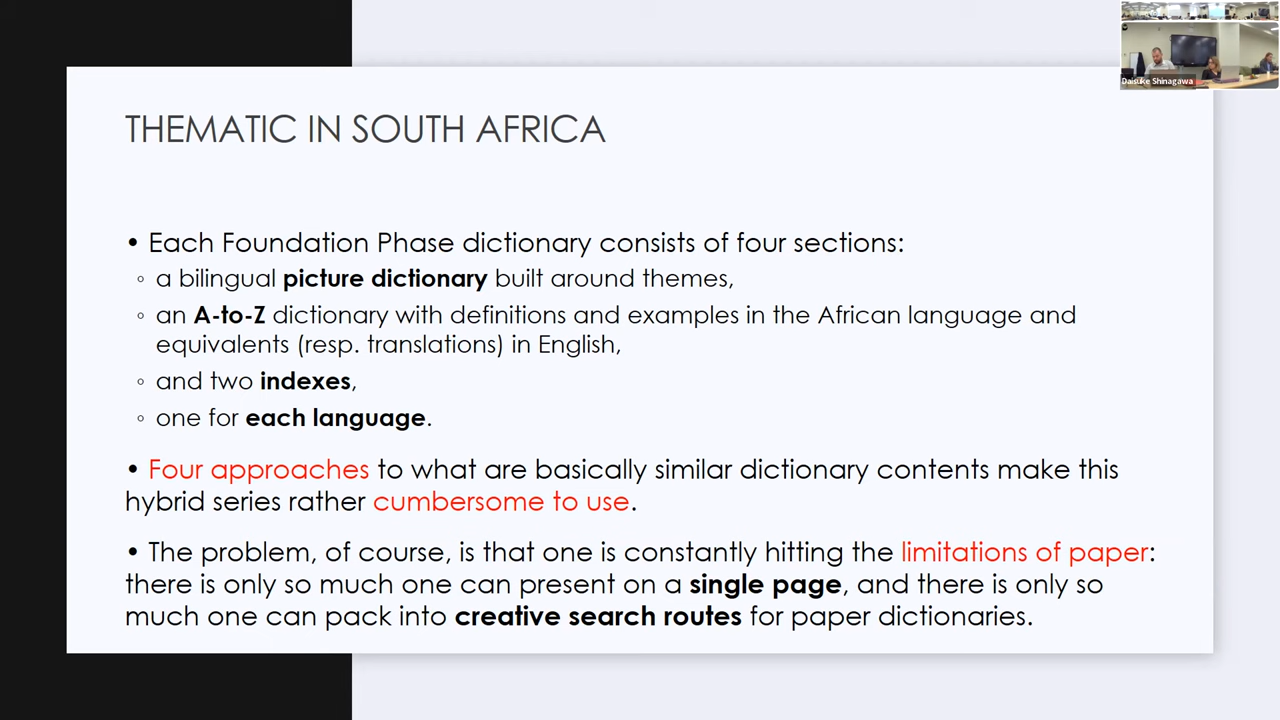 Daisuke Shinagawa
THEMATIC IN SOUTH AFRICA
• Each Foundation Phase dictionary consists of four sections:
◦ a bilingual picture dictionary built around themes,
◦ an A-to-Z dictionary with definitions and examples in the African language and
equivalents (resp. translations) in English,
◦ and two indexes,
◦ one for each language.
• Four approaches to what are basically similar dictionary contents make this
hybrid series rather cumbersome to use.
• The problem, of course, is that one is constantly hitting the limitations of paper:
there is only so much one can present on a single page, and there is only so
much one can pack into creative search routes for paper dictionaries.